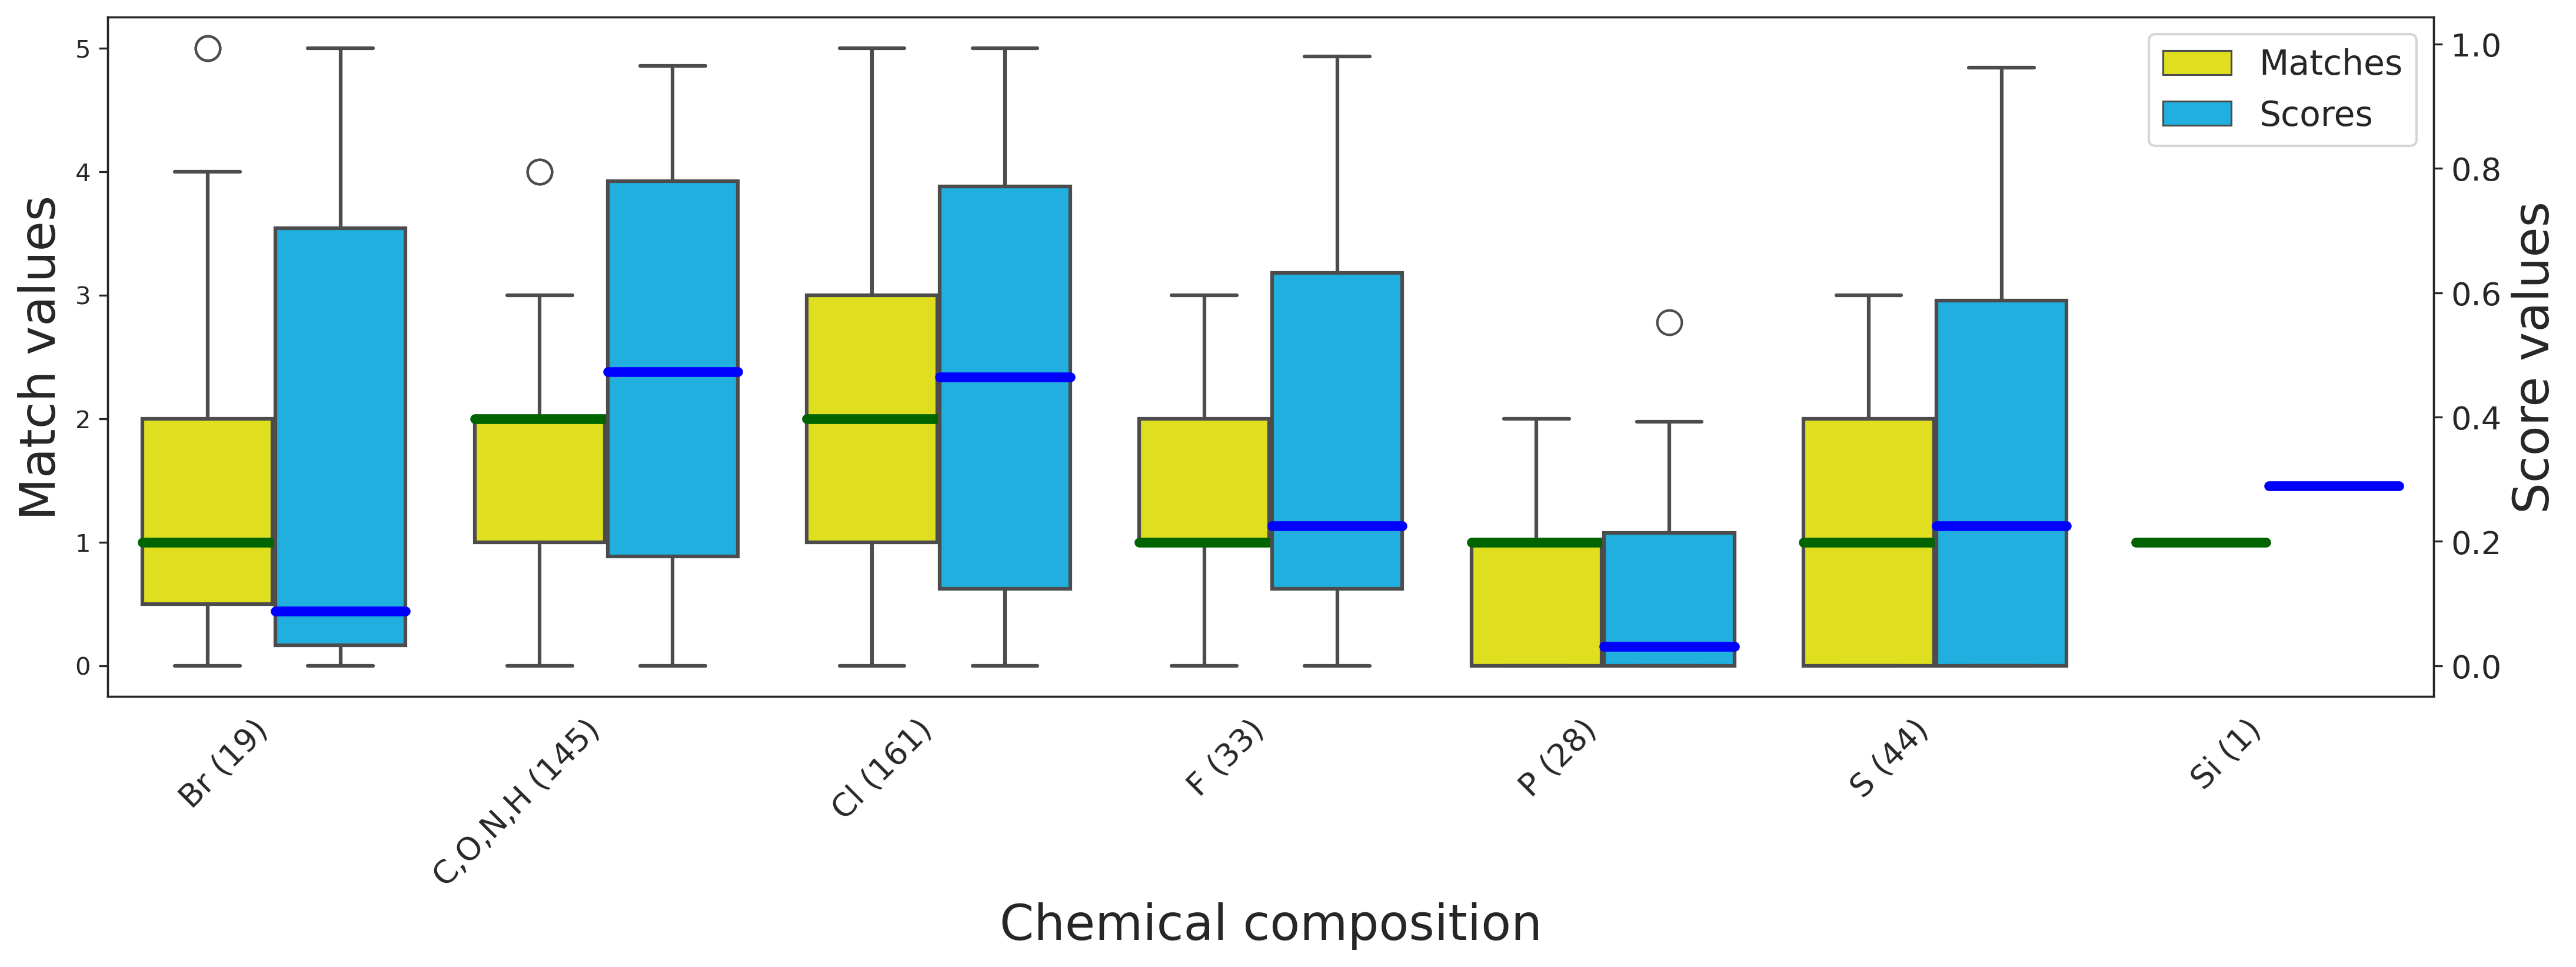 Match values
5
4
3
2
1
0
Matches
Scores
1.0
0.8
0.6
0.4
0.2
0.0
Score values
Br (19)
C,O,N,H (145)
Cl (161)
F (33)
P (28)
S (44)
Si (1)
Chemical composition